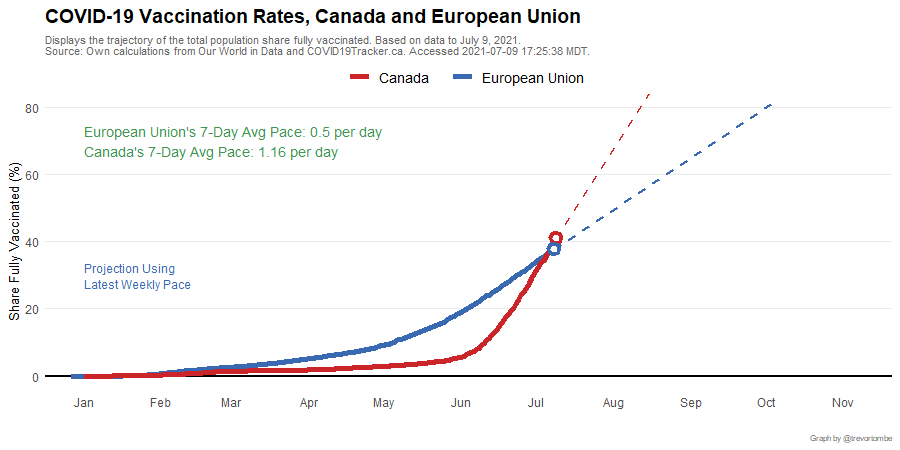 COVID-19 Vaccination Rates, Canada and European Union
Displays the trajectory of the total population share fully vaccinated. Based on data to July 9, 2021.
Source: Own calculations from Our World in Data and COVID19Tracker.ca. Accessed 2021-07-09 17:25:38 MDT.
Canada European Union
European Union's 7-Day Avg Pace: 0.5 per day
Canada's 7-Day Avg Pace: 1.16 per day
Projection Using
Latest Weekly Pace
Share Fully Vaccinated (%)
80
60
40
20
0
Jan Feb Mar Apr May Jun Jul Aug Sep Oct Nov
Graph by @trevortombe